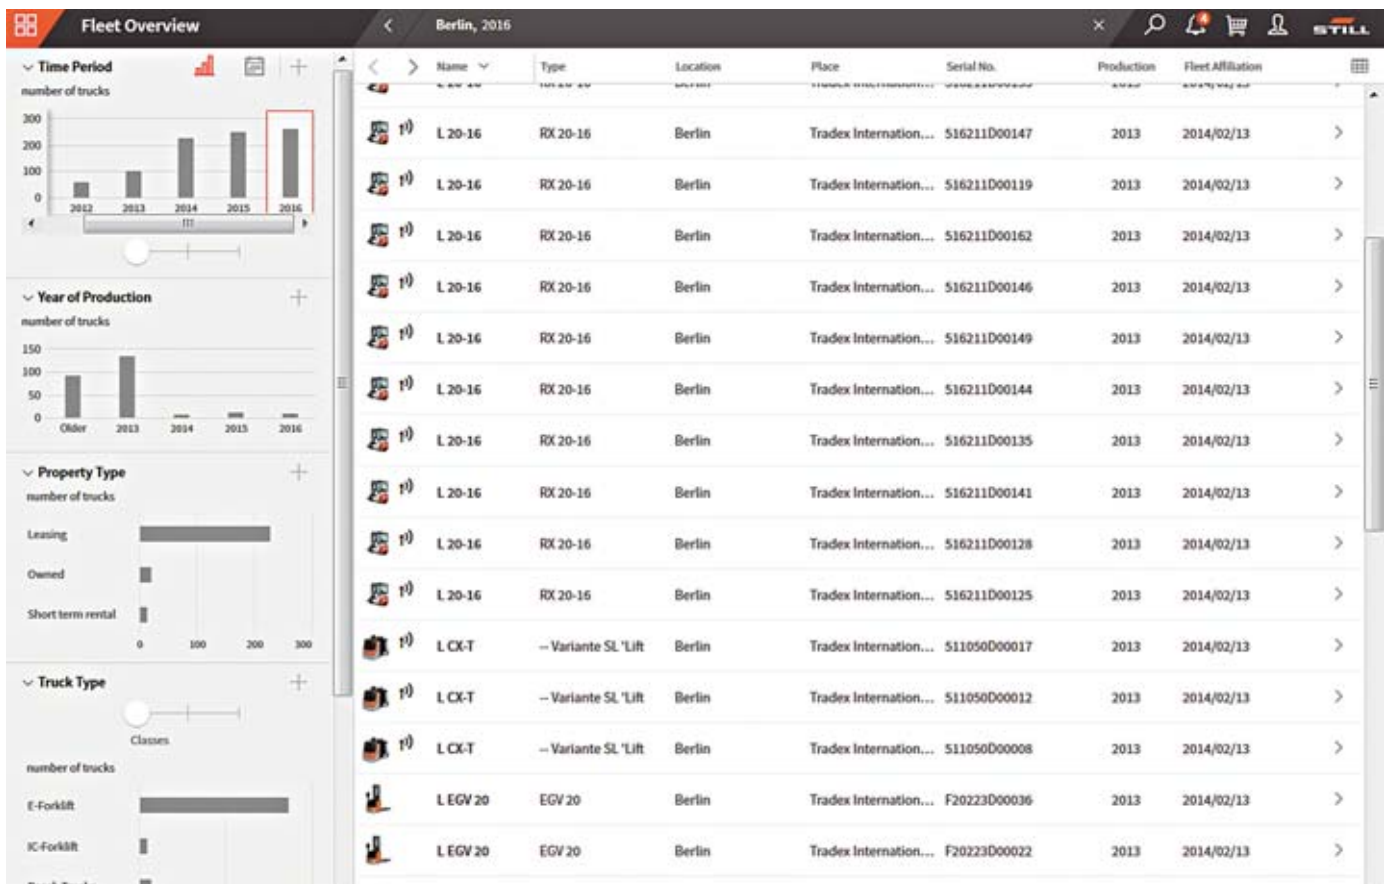 Fleet Overview
Berlin, 2016
4
STILL
Time Period
number of trucks
300
200
100
0
2012 2013 2014 2015 2016
Year of Production
number of trucks
150
100
50
0
Older 2013 2014 2015 2016
Property Type
number of trucks
Leasing
Owned
Short term rental
0 100 200 300
Truck Type
Classes
number of trucks
E-Forklift
IC-Forklift
Name Type Location Place Serial No. Production Fleet Affiliation
L 20-16 RX 20-16 Berlin Tradex Internation... 516211D00147 2013 2014/02/13
L 20-16 RX 20-16 Berlin Tradex Internation... 516211D00119 2013 2014/02/13
L 20-16 RX 20-16 Berlin Tradex Internation... 516211D00162 2013 2014/02/13
L 20-16 RX 20-16 Berlin Tradex Internation... 516211D00146 2013 2014/02/13
L 20-16 RX 20-16 Berlin Tradex Internation... 516211D00149 2013 2014/02/13
L 20-16 RX 20-16 Berlin Tradex Internation... 516211D00144 2013 2014/02/13
L 20-16 RX 20-16 Berlin Tradex Internation... 516211D00135 2013 2014/02/13
L 20-16 RX 20-16 Berlin Tradex Internation... 516211D00141 2013 2014/02/13
L 20-16 RX 20-16 Berlin Tradex Internation... 516211D00128 2013 2014/02/13
L 20-16 RX 20-16 Berlin Tradex Internation... 516211D00125 2013 2014/02/13
L CX-T -- Variante SL 'Lift Berlin Tradex Internation... 511050D00017 2013 2014/02/13
L CX-T -- Variante SL 'Lift Berlin Tradex Internation... 511050D00012 2013 2014/02/13
L CX-T -- Variante SL 'Lift Berlin Tradex Internation... 511050D00008 2013 2014/02/13
L EGV 20 EGV 20 Berlin Tradex Internation... F20223D00036 2013 2014/02/13
L EGV 20 EGV 20 Berlin Tradex Internation... F20223D00022 2013 2014/02/13